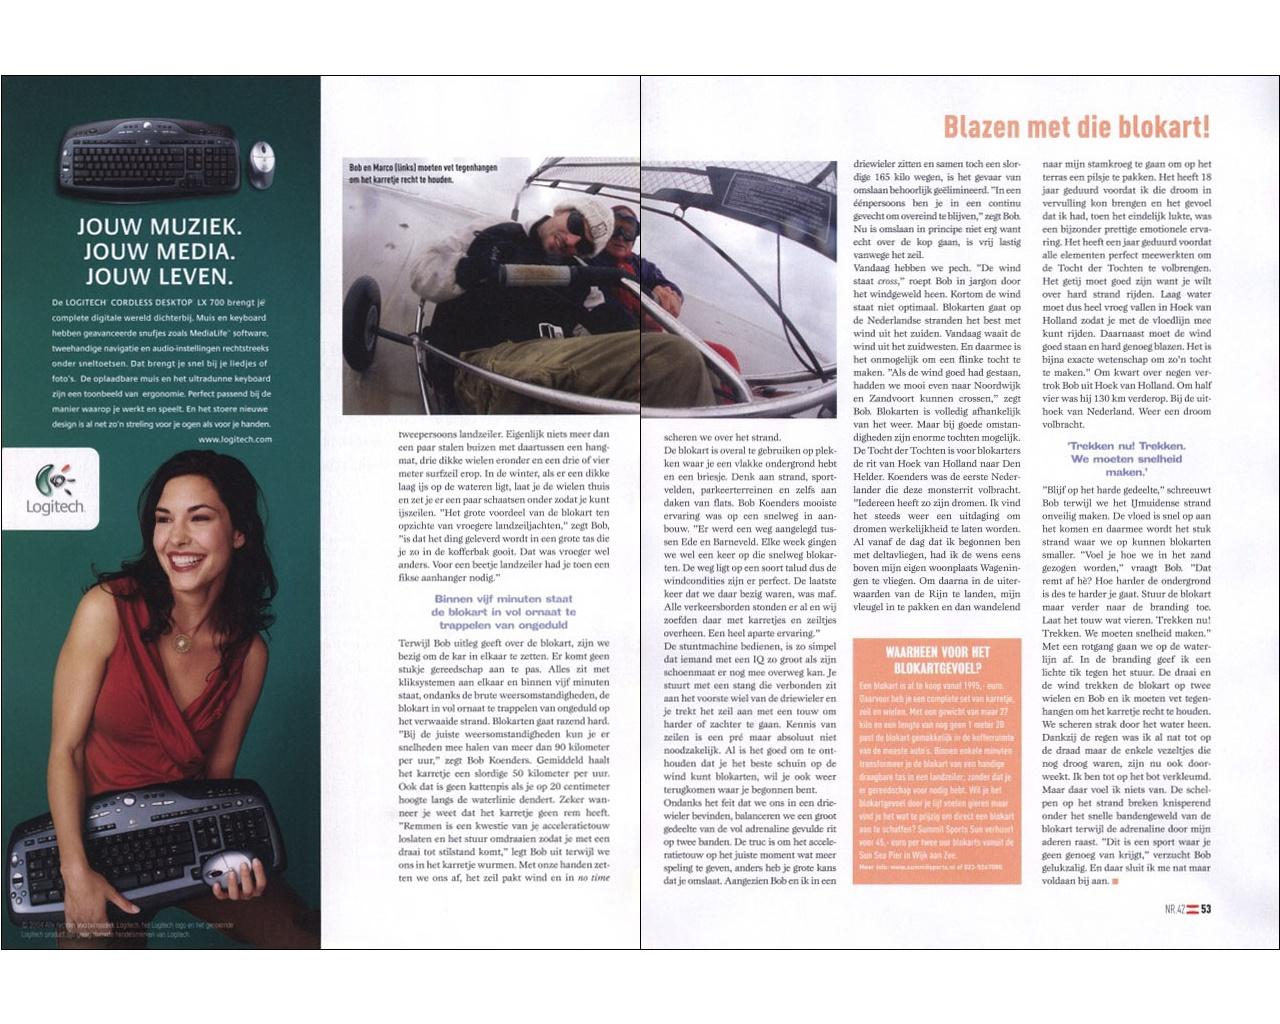 JOUW MUZIEK.
JOUW MEDIA.
JOUW LEVEN.
De LOGITECH® CORDLESS DESKTOP® LX 700 brengt je
complete digitale wereld dichterbij. Muis en keyboard
hebben geavanceerde snufjes zoals MediaLife™ software,
tweehandige navigatie en audio-instellingen rechtstreeks
onder sneltoetsen. Dat brengt je snel bij je liedjes of
foto's. De oplaadbare muis en het ultradunne keyboard
zijn een toonbeeld van ergonomie. Perfect passend bij de
manier waarop je werkt en speelt. En het stoere nieuwe
design is al net zo'n streling voor je ogen als voor je handen.
www.logitech.com
Logitech
© 2004 Alle rechten voorbehouden. Logitech, het Logitech logo en het genoemde
Logitech product zijn
handelsmerken van Logitech.
Bob en Marco (links) moeten vet tegenhangen
om het karretje recht te houden.
tweepersoons landzeiler. Eigenlijk niets meer dan
een paar stalen buizen met daartussen een hang-
mat, drie dikke wielen eronder en een drie of vier
meter surfzeil erop. In de winter, als er een dikke
laag ijs op de wateren ligt, laat je de wielen thuis
en zet je er een paar schaatsen onder zodat je kunt
ijszeilen. "Het grote voordeel van de blokart ten
opzichte van vroegere landzeiljachten," zegt Bob,
"is dat het ding geleverd wordt in een grote tas die
je zo in de kofferbak gooit. Dat was vroeger wel
anders. Voor een beetje landzeiler had je toen een
fikse aanhanger nodig."
Binnen vijf minuten staat
de blokart in vol ornaat te
trappelen van ongeduld
Terwijl Bob uitleg geeft over de blokart, zijn we
bezig om de kar in elkaar te zetten. Er komt geen
stukje gereedschap aan te pas. Alles zit met
kliksystemen aan elkaar en binnen vijf minuten
staat, ondanks de brute weersomstandigheden, de
blokart in vol ornaat te trappelen van ongeduld op
het verwaaide strand. Blokarten gaat razend hard.
"Bij de juiste weersomstandigheden kun je er
snelheden mee halen van meer dan 90 kilometer
per uur," zegt Bob Koenders. Gemiddeld haalt
het karretje een slordige 50 kilometer per uur.
Ook dat is geen kattenpis als je op 20 centimeter
hoogte langs de waterlinie dendert. Zeker wan-
neer je weet dat het karretje geen rem heeft.
"Remmen is een kwestie van je acceleratietouw
loslaten en het stuur omdraaien zodat je met een
draai tot stilstand komt," legt Bob uit terwijl we
ons in het karretje wurmen. Met onze handen zet-
ten we ons af, het zeil pakt wind en in no time
scheren we over het strand.
De blokart is overal te gebruiken op plek-
ken waar je een vlakke ondergrond hebt
en een briesje. Denk aan strand, sport-
velden, parkeerterreinen en zelfs aan
daken van flats. Bob Koenders mooiste
ervaring was op een snelweg in aan-
bouw. "Er werd een weg aangelegd tus-
sen Ede en Barneveld. Elke week gingen
we wel een keer op die snelweg blokar-
ten. De weg ligt op een soort talud dus de
windcondities zijn er perfect. De laatste
keer dat we daar bezig waren, was maf.
Alle verkeersborden stonden er al en wij
zoefden daar met karretjes en zeiltjes
overheen. Een heel aparte ervaring."
De stuntmachine bedienen, is zo simpel
dat iemand met een IQ zo groot als zijn
schoenmaat er nog mee overweg kan. Je
stuurt met een stang die verbonden zit
aan het voorste wiel van de driewieler en
je trekt het zeil aan met een touw om
harder of zachter te gaan. Kennis van
zeilen is een pré maar absoluut niet
noodzakelijk. Al is het goed om te ont-
houden dat je het beste schuin op de
wind kunt blokarten, wil je ook weer
terugkomen waar je begonnen bent.
Ondanks het feit dat we ons in een drie-
wieler bevinden, balanceren we een groot
gedeelte van de vol adrenaline gevulde rit
op twee banden. De truc is om het accele-
ratietouw op het juiste moment wat meer
speling te geven, anders heb je grote kans
dat je omslaat. Aangezien Bob en ik in een
Blazen met die blokart!
driewieler zitten en samen toch een slor-
dige 165 kilo wegen, is het gevaar van
omslaan behoorlijk geëlimineerd. "In een
éénpersoons ben je in een continu
gevecht om overeind te blijven," zegt Bob.
Nu is omslaan in principe niet erg want
echt over de kop gaan, is vrij lastig
vanwege het zeil.
Vandaag hebben we pech. "De wind
staat cross," roept Bob in jargon door
het windgeweld heen. Kortom de wind
staat niet optimaal. Blokarten gaat op
de Nederlandse stranden het best met
wind uit het zuiden. Vandaag waait de
wind uit het zuidwesten. En daarmee is
het onmogelijk om een flinke tocht te
maken. "Als de wind goed had gestaan,
hadden we mooi even naar Noordwijk
en Zandvoort kunnen crossen," zegt
Bob. Blokarten is volledig afhankelijk
van het weer. Maar bij goede omstan-
digheden zijn enorme tochten mogelijk.
De Tocht der Tochten is voor blokarters
de rit van Hoek van Holland naar Den
Helder. Koenders was de eerste Neder-
lander die deze monsterrit volbracht.
"Iedereen heeft zo zijn dromen. Ik vind
het steeds weer een uitdaging om
dromen werkelijkheid te laten worden.
Al vanaf de dag dat ik begonnen ben
met deltavliegen, had ik de wens eens
boven mijn eigen woonplaats Wagenin-
gen te vliegen. Om daarna in de uiter-
waarden van de Rijn te landen, mijn
vleugel in te pakken en dan wandelend
WAARHEEN VOOR HET
BLOKARTGEVOEL?
Een blokart is al te koop vanaf 1995,- euro.
Daarvoor heb je een complete set van karretje,
zeil en wielen. Met een gewicht van maar 27
kilo en een lengte van nog geen 1 meter 20
past de blokart gemakkelijk in de kofferruimte
van de meeste auto's. Binnen enkele minuten
transformeer je de blokart van een handige
draagbare tas in een landzeiler, zonder dat je
er gereedschap voor nodig hebt. Wil je het
blokartgevoel door je lijf voelen gieren maar
vind je het wat te prijzig om direct een blokart
aan te schaffen? Summit Sports Sun verhuurt
voor 45,- euro per twee uur blokarts vanuit de
Sun Sea Pier in Wijk aan Zee.
Meer info: www.summitsports.nl of 023-5267080
naar mijn stamkroeg te gaan om op het
terras een pilsje te pakken. Het heeft 18
jaar geduurd voordat ik die droom in
vervulling kon brengen en het gevoel
dat ik had, toen het eindelijk lukte, was
een bijzonder prettige emotionele erva-
ring. Het heeft een jaar geduurd voordat
alle elementen perfect meewerkten om
de Tocht der Tochten te volbrengen.
Het getij moet goed zijn want je wilt
over hard strand rijden. Laag water
moet dus heel vroeg vallen in Hoek van
Holland zodat je met de vloedlijn mee
kunt rijden. Daarnaast moet de wind
goed staan en hard genoeg blazen. Het is
bijna exacte wetenschap om zo'n tocht
te maken." Om kwart over negen ver-
trok Bob uit Hoek van Holland. Om half
vier was hij 130 km verderop. Bij de uit-
hoek van Nederland. Weer een droom
volbracht.
'Trekken nu! Trekken.
We moeten snelheid
maken.'
"Blijf op het harde gedeelte," schreeuwt
Bob terwijl we het IJmuidense strand
onveilig maken. De vloed is snel op aan
het komen en daarmee wordt het stuk
strand waar we op kunnen blokarten
smaller. "Voel je hoe we in het zand
gezogen worden," vraagt Bob. "Dat
remt af hè? Hoe harder de ondergrond
is des te harder je gaat. Stuur de blokart
maar verder naar de branding toe.
Laat het touw wat vieren. Trekken nu!
Trekken. We moeten snelheid maken."
Met een rotgang gaan we op de water-
lijn af. In de branding geef ik een
lichte tik tegen het stuur. De draai en
de wind trekken de blokart op twee
wielen en Bob en ik moeten vet tegen-
hangen om het karretje recht te houden.
We scheren strak door het water heen.
Dankzij de regen was ik al nat tot op
de draad maar de enkele vezeltjes die
nog droog waren, zijn nu ook door-
weekt. Ik ben tot op het bot verkleumd.
Maar daar voel ik niets van. De schel-
pen op het strand breken knisperend
onder het snelle bandengeweld van de
blokart terwijl de adrenaline door mijn
aderen raast. "Dit is een sport waar je
geen genoeg van krijgt," verzucht Bob
gelukzalig. En daar sluit ik me nat maar
voldaan bij aan.
NR.42 53